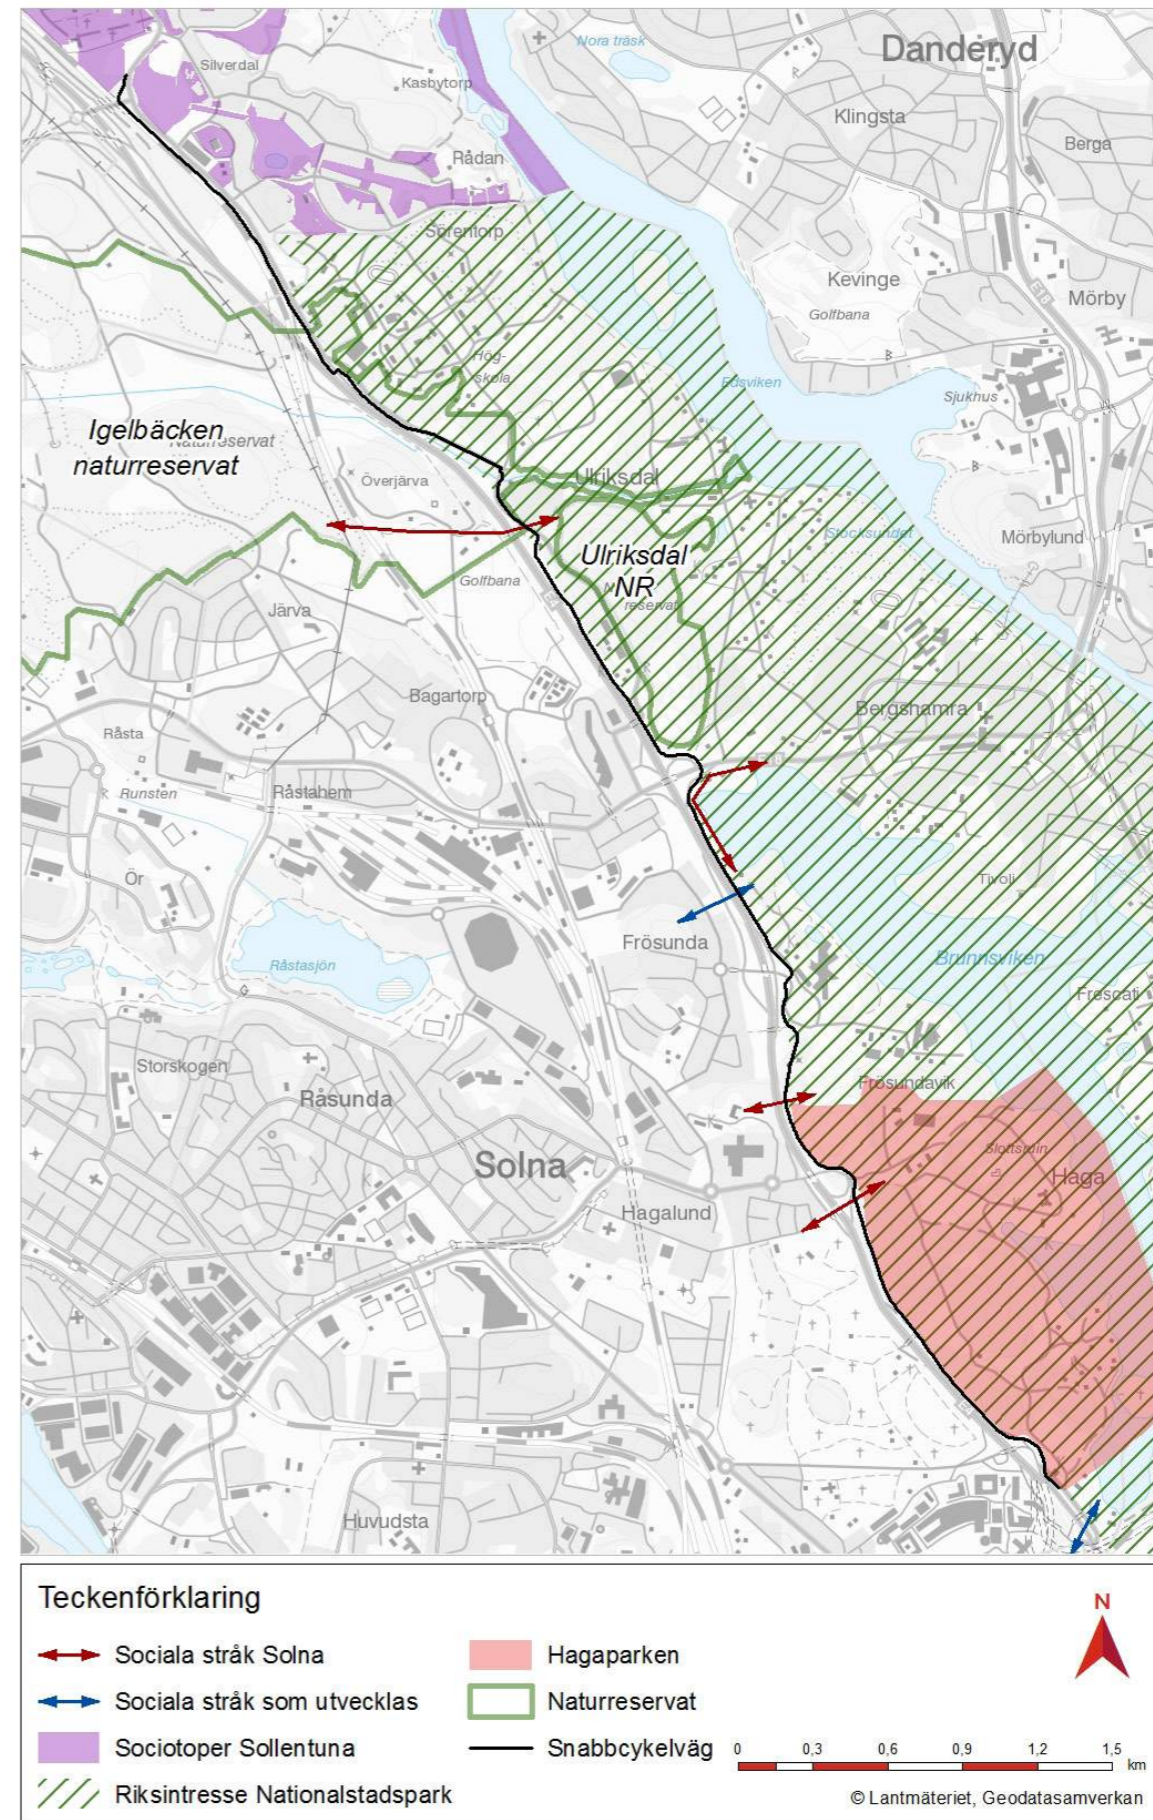 Danderyd
Nora träsk
Silverdal
Kasbytorp
Klingsta
Berga
Rådan
Sörentorp
Kevinge
Golfbana
Mörby
E18
Hög-
skola
Edsviken
Sjukhus
Igelbäcken
naturreservat
Naturreservat
Överjärva
Ulriksdal
Stocksundet
Mörbylund
Golfbana
Ulriksdal
NR
reservat
Järva
Bagartorp
Bergshamra
Råsta
Runsten
Råstahem
Ör
Tivoli
Frösunda
Råstasjön
Brunnsviken
Frescati
Storskogen
Råsunda
Frösundavik
Solna
Haga
Hagalund
Huvudsta
Teckenförklaring
Sociala stråk Solna
Sociala stråk som utvecklas
Sociotoper Sollentuna
Riksintresse Nationalstadspark
Hagaparken
Naturreservat
Snabbcykelväg
N
0 0,3 0,6 0,9 1,2 1,5
km
© Lantmäteriet, Geodatasamverkan